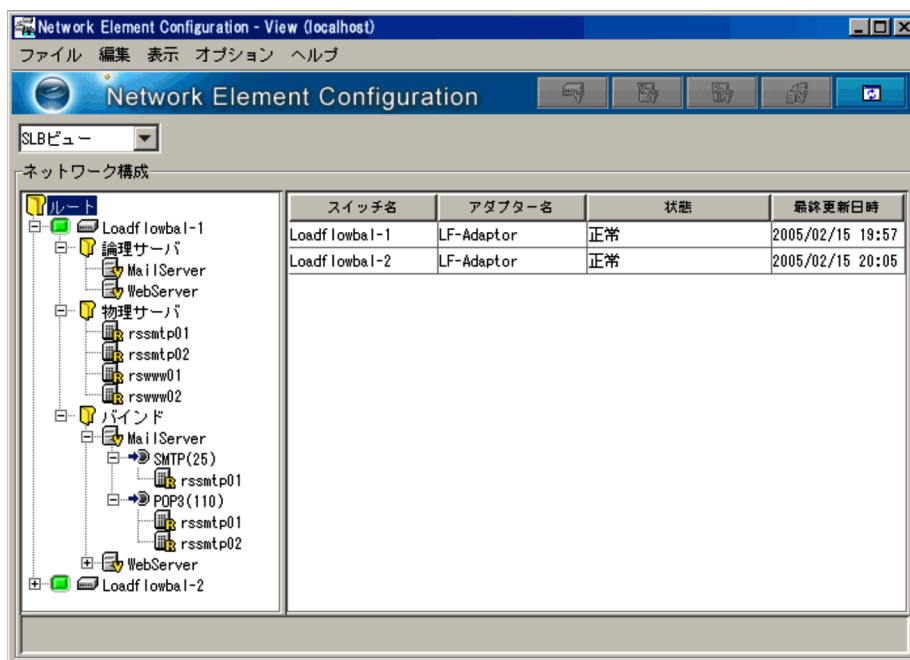 Network Element Configuration - View (localhost)
ファイル 編集 表示 オプション ヘルプ
Network Element Configuration
SLBビュー
ネットワーク構成
ルート
Loadflowbal-1
論理サーバ
MailServer
WebServer
物理サーバ
rssmtp01
rssmtp02
rswww01
rswww02
バインド
MailServer
SMTP(25)
rssmtp01
POP3(110)
rssmtp01
rssmtp02
WebServer
Loadflowbal-2
スイッチ名 アダプター名 状態 最終更新日時
Loadflowbal-1 LF-Adaptor 正常 2005/02/15 19:57
Loadflowbal-2 LF-Adaptor 正常 2005/02/15 20:05